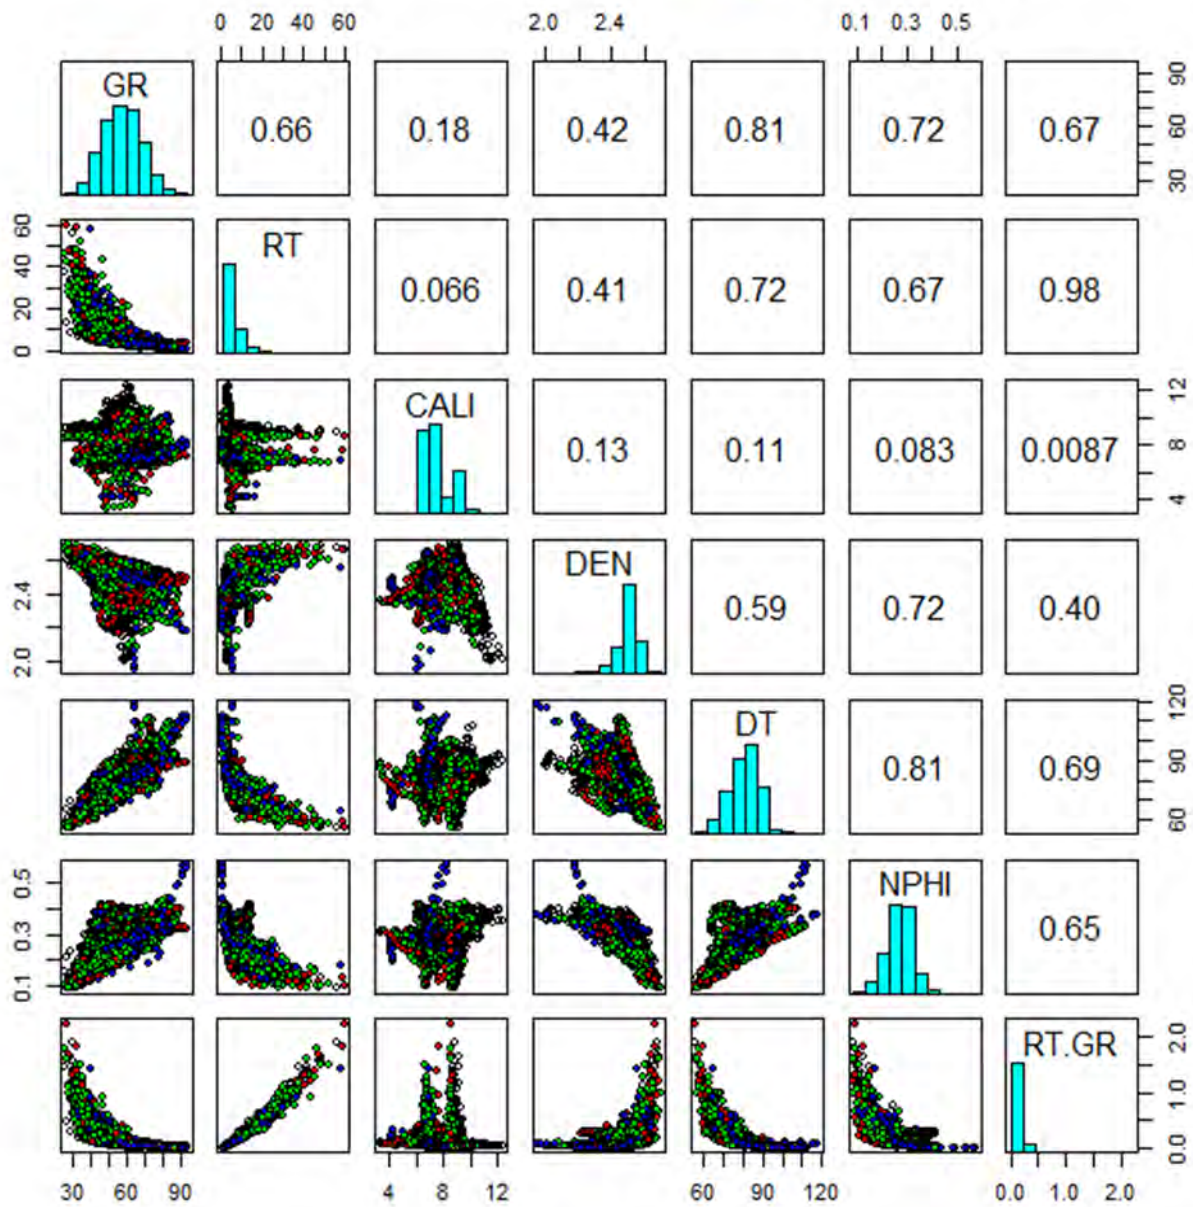 0 20 40 60 2.0 2.4 0.1 0.3 0.5
GR 0.66 0.18 0.42 0.81 0.72 0.67 30 60 90
0 20 40 60 RT 0.066 0.41 0.72 0.67 0.98
CALI 0.13 0.11 0.083 0.0087 4 8 12
2.0 2.4 DEN 0.59 0.72 0.40
DT 0.81 0.69 60 90 120
0.1 0.3 0.5 NPHI 0.65
RT.GR 0.0 1.0 2.0
30 60 90 4 8 12 60 90 120 0.0 1.0 2.0